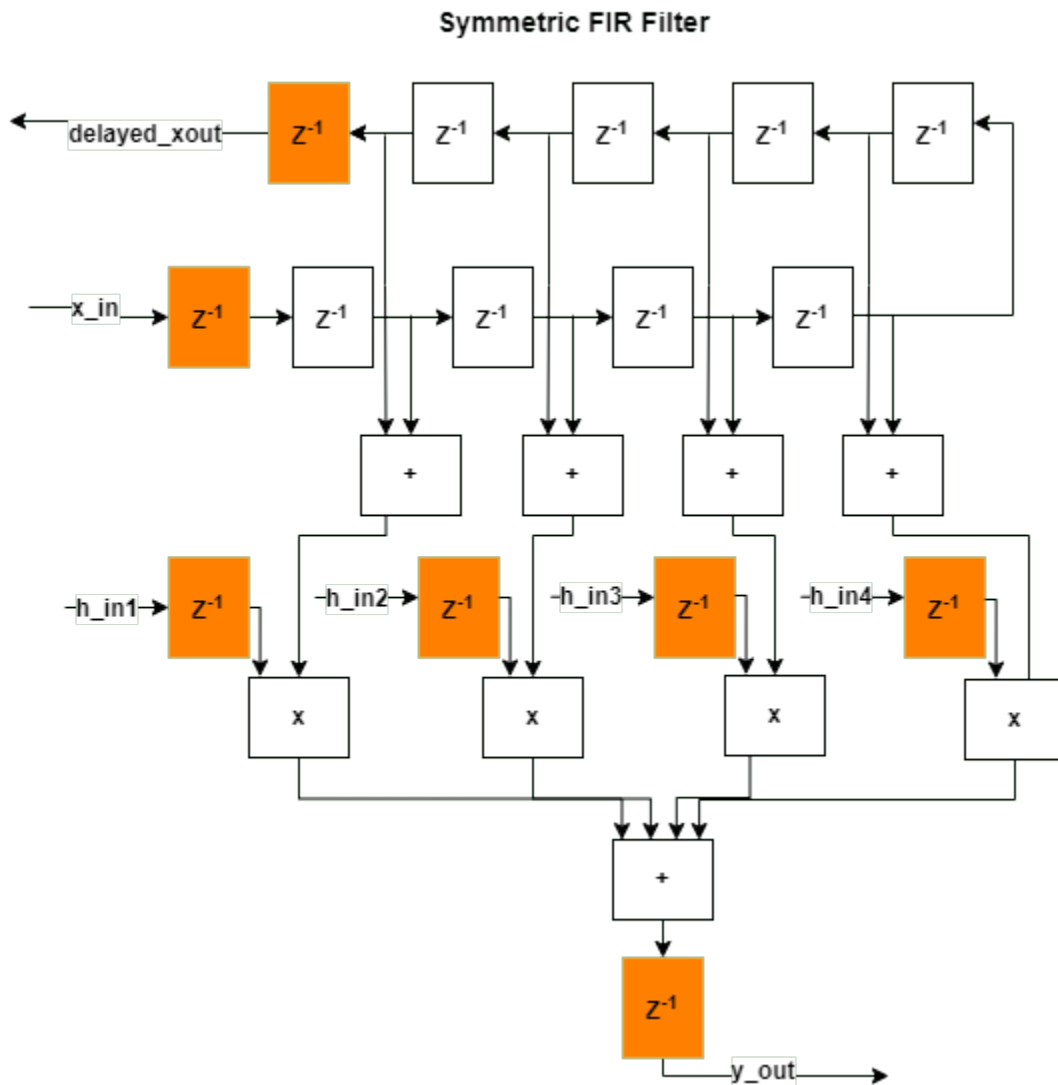 Symmetric FIR Filter
delayed_xout
Z⁻¹
Z⁻¹
Z⁻¹
Z⁻¹
Z⁻¹
x_in
Z⁻¹
Z⁻¹
Z⁻¹
Z⁻¹
Z⁻¹
+
+
+
+
h_in1
Z⁻¹
h_in2
Z⁻¹
h_in3
Z⁻¹
h_in4
Z⁻¹
x
x
x
x
+
Z⁻¹
y_out